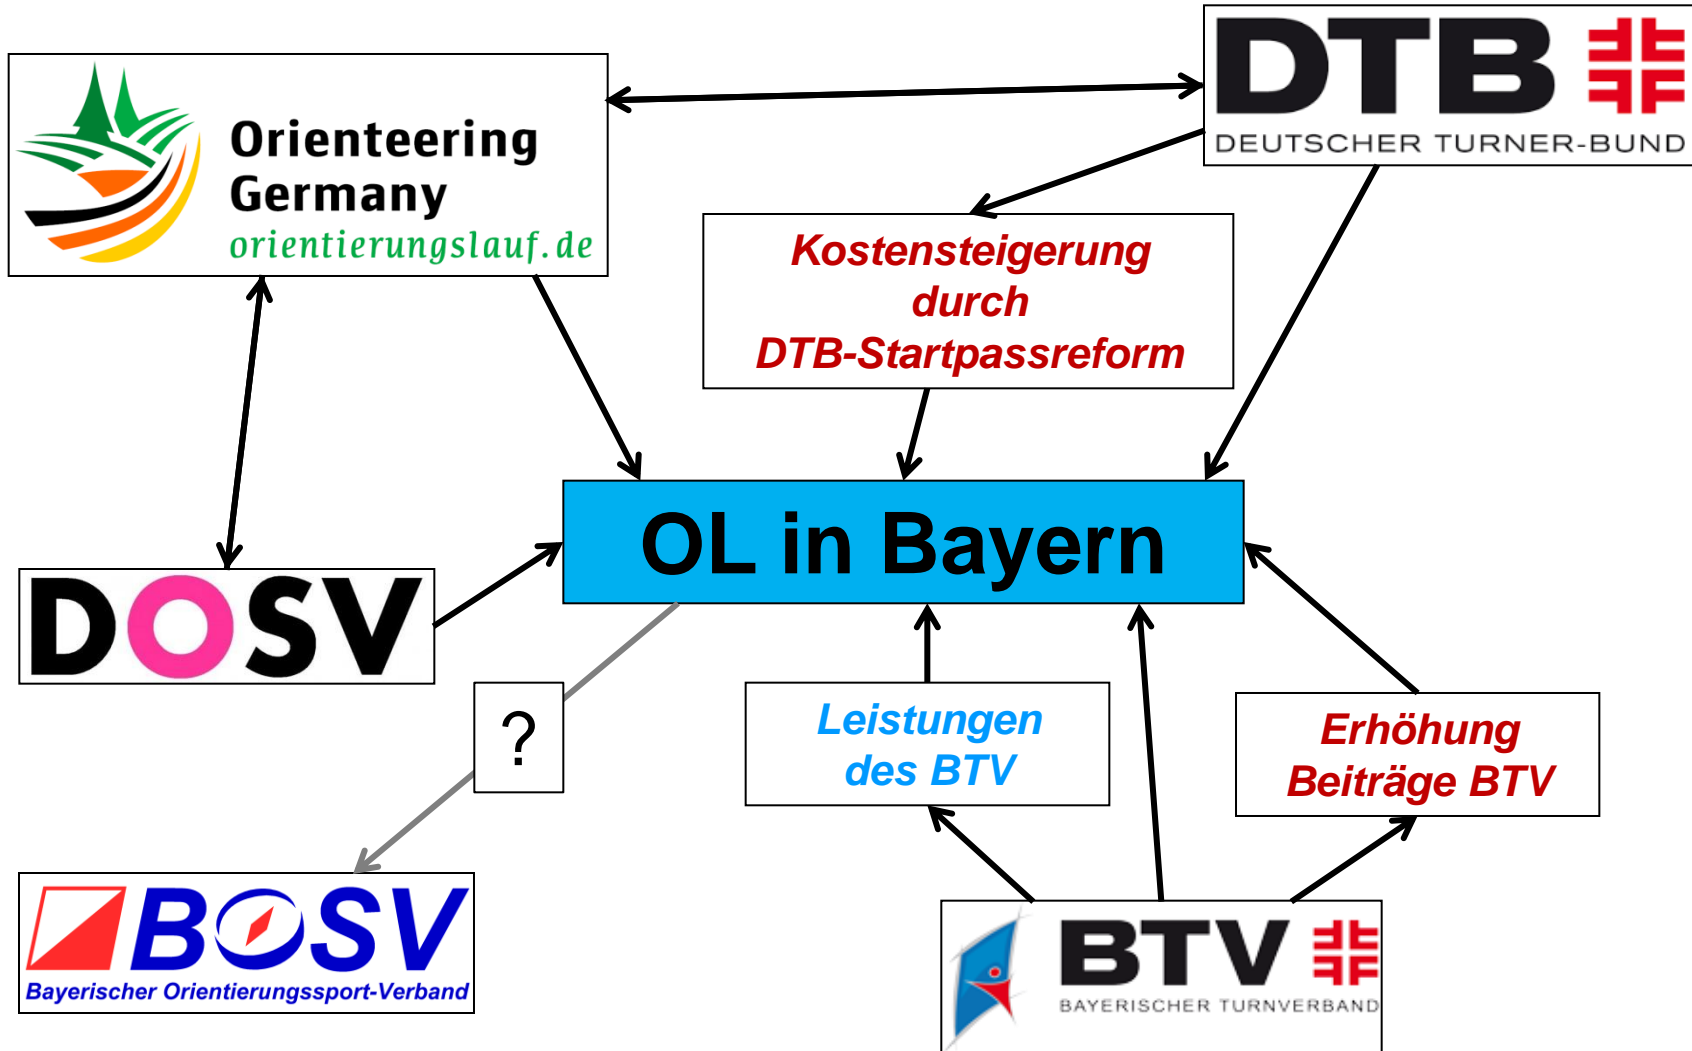 Orienteering
Germany
orientierungslauf.de
DTB
DEUTSCHER TURNER-BUND
Kostensteigerung
durch
DTB-Startpassreform
OL in Bayern
DOSV
?
Leistungen
des BTV
Erhöhung
Beiträge BTV
BOSV
Bayerischer Orientierungssport-Verband
BTV
BAYERISCHER TURNVERBAND